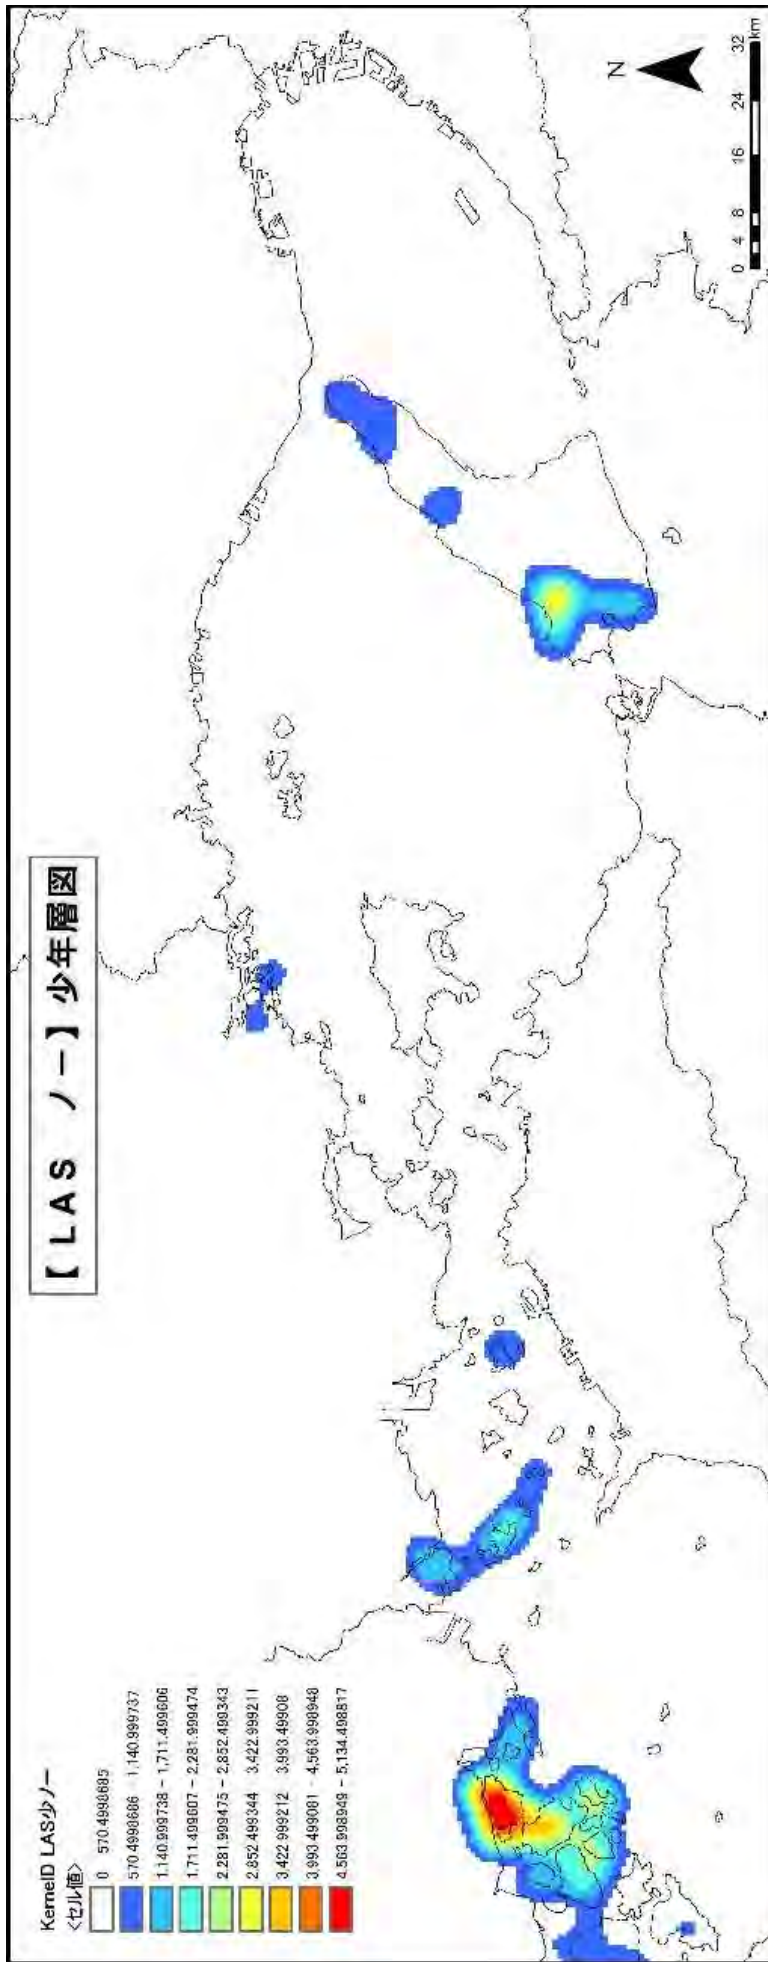 【 LAS ノー 】少年層図
KernelD LAS少ノー
<セル値>
0 570.4998685
570.4998686 1,140.999737
1,140.999738 - 1,711.499606
1,711.499607 - 2,281.999474
2,281.999475 - 2,852.499343
2,852.499344 3,422.999211
3,422.999212 3,993.49908
3,993.499081 - 4,563.998948
4,563.998949 - 5,134.498817
N
0 4 8 16 24 32
km